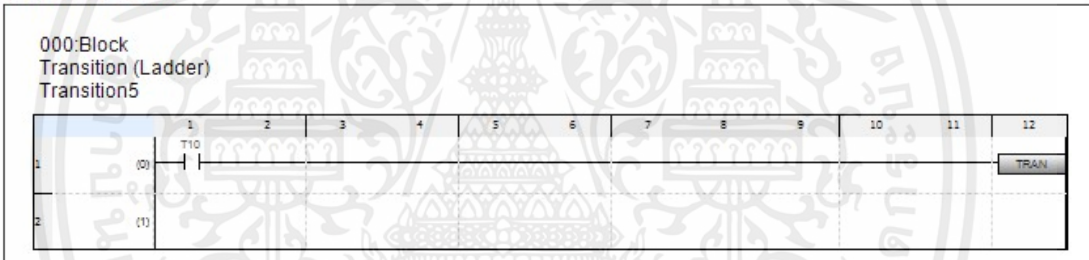 000:Block
Transition (Ladder)
Transition5
1 2 3 4 5 6 7 8 9 10 11 12
T10
1 (0) TRAN
2 (1)